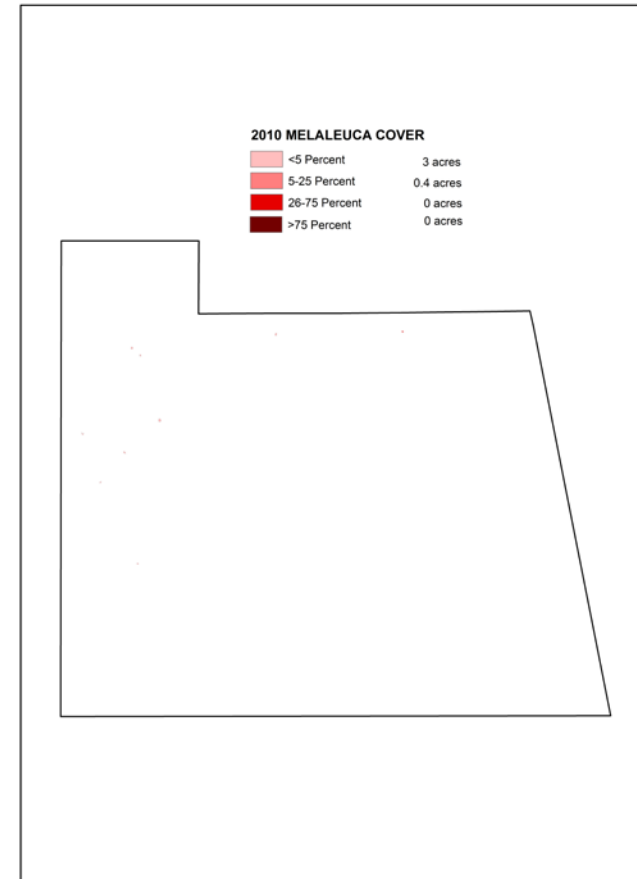 2010 MELALEUCA COVER
<5 Percent 3 acres
5-25 Percent 0.4 acres
26-75 Percent 0 acres
>75 Percent 0 acres